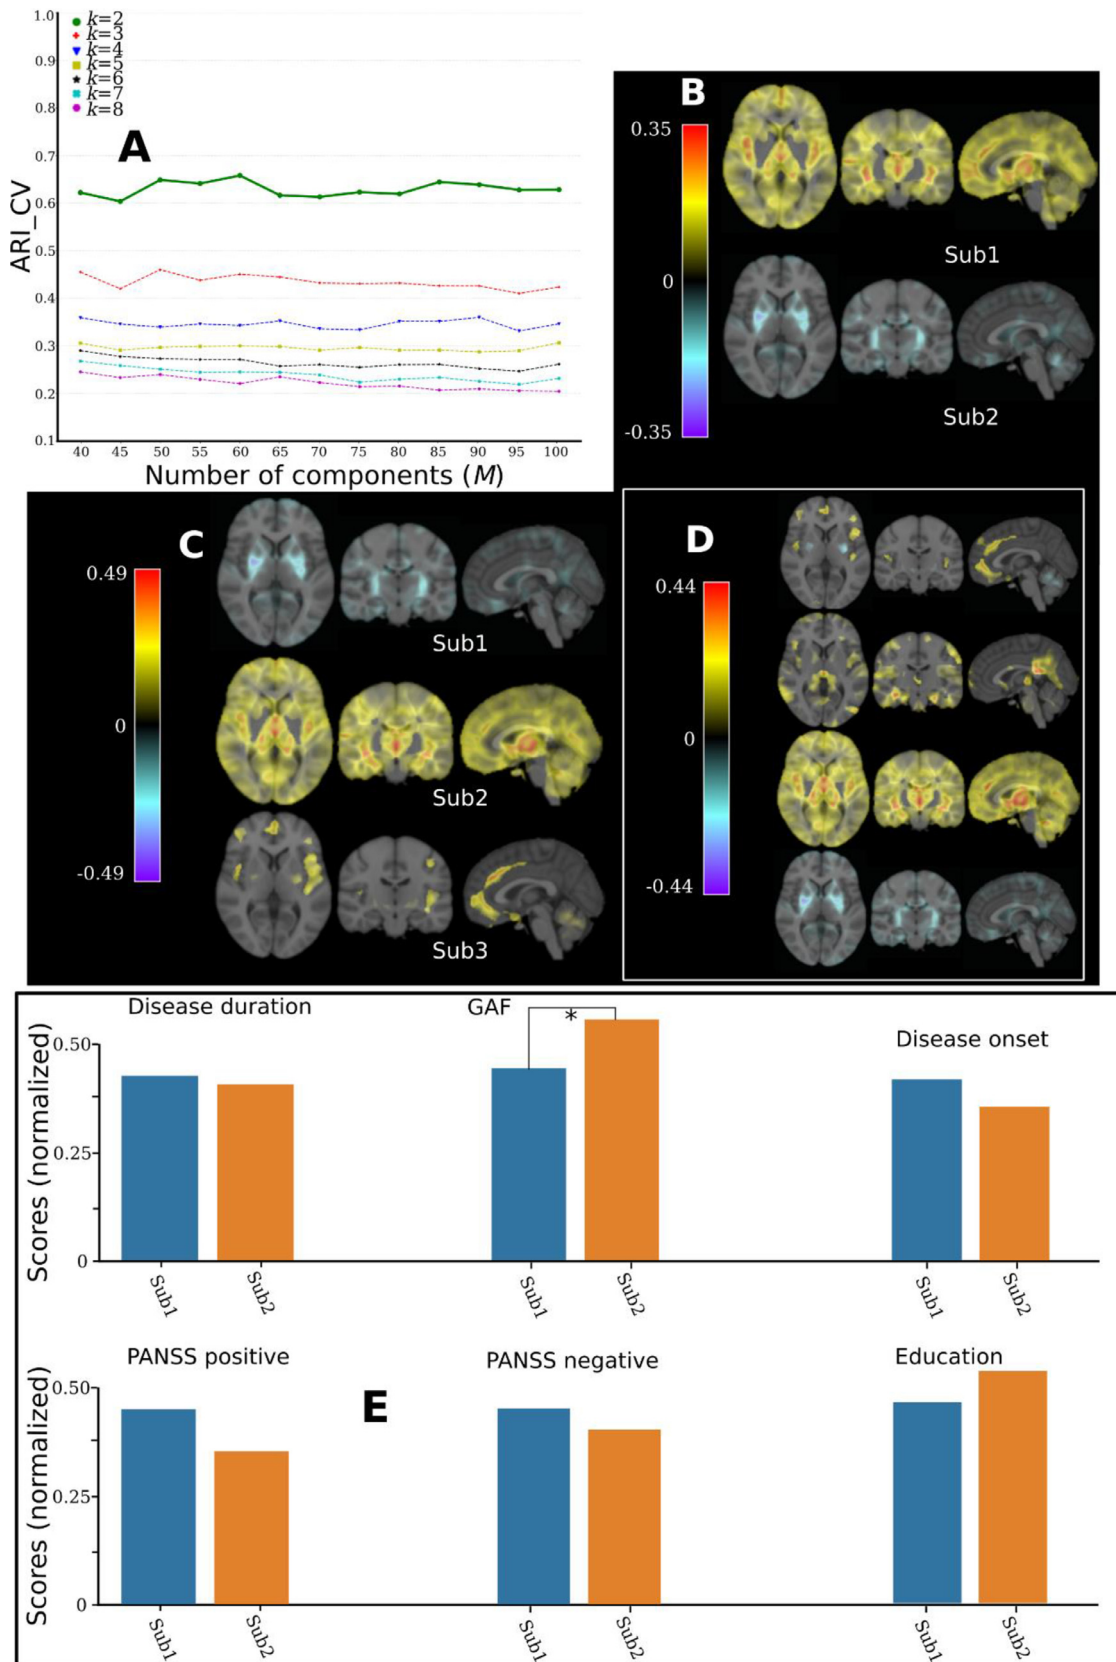 1.0
0.9
0.8
0.7
0.6
0.5
0.4
0.3
0.2
0.1
ARI_CV
k=2
k=3
k=4
k=5
k=6
k=7
k=8
A
40 45 50 55 60 65 70 75 80 85 90 95 100
Number of components (M)
B
0.35
0
-0.35
Sub1
Sub2
C
0.49
0
-0.49
Sub1
Sub2
Sub3
D
0.44
0
-0.44
Disease duration
GAF
*
Disease onset
Scores (normalized)
0.50
0.25
0
Sub1
Sub2
Sub1
Sub2
Sub1
Sub2
PANSS positive
PANSS negative
Education
E
Scores (normalized)
0.50
0.25
0
Sub1
Sub2
Sub1
Sub2
Sub1
Sub2